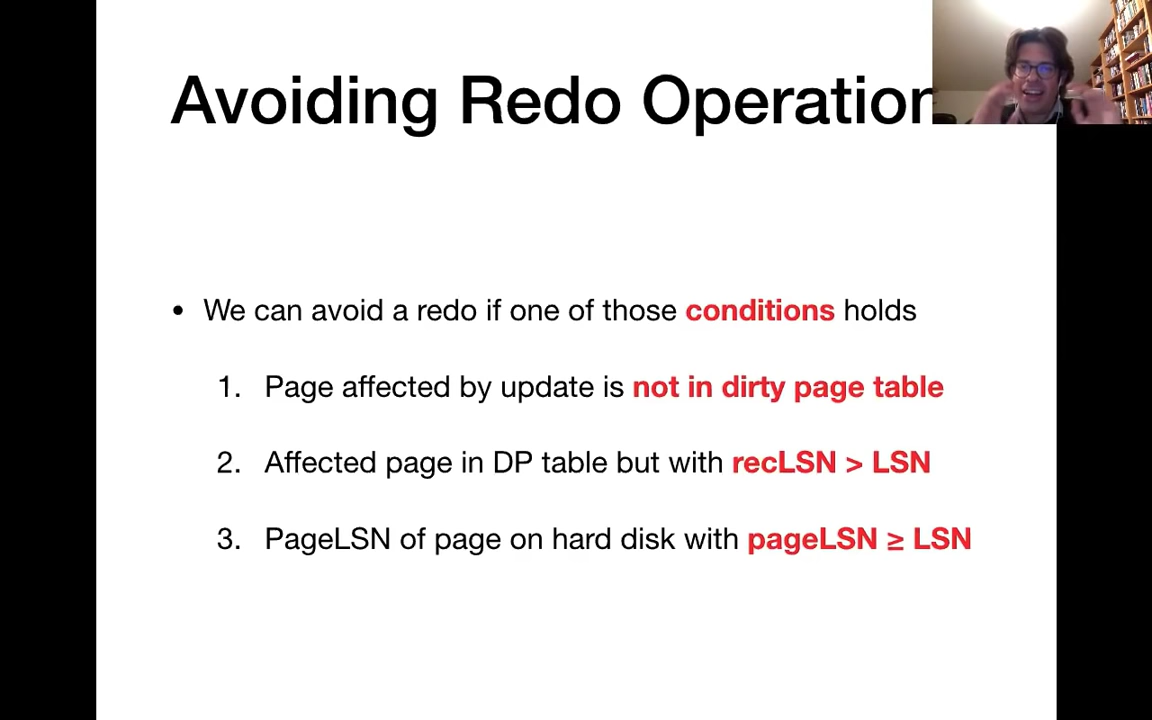 Avoiding Redo Operation
• We can avoid a redo if one of those conditions holds
1. Page affected by update is not in dirty page table
2. Affected page in DP table but with recLSN > LSN
3. PageLSN of page on hard disk with pageLSN ≥ LSN